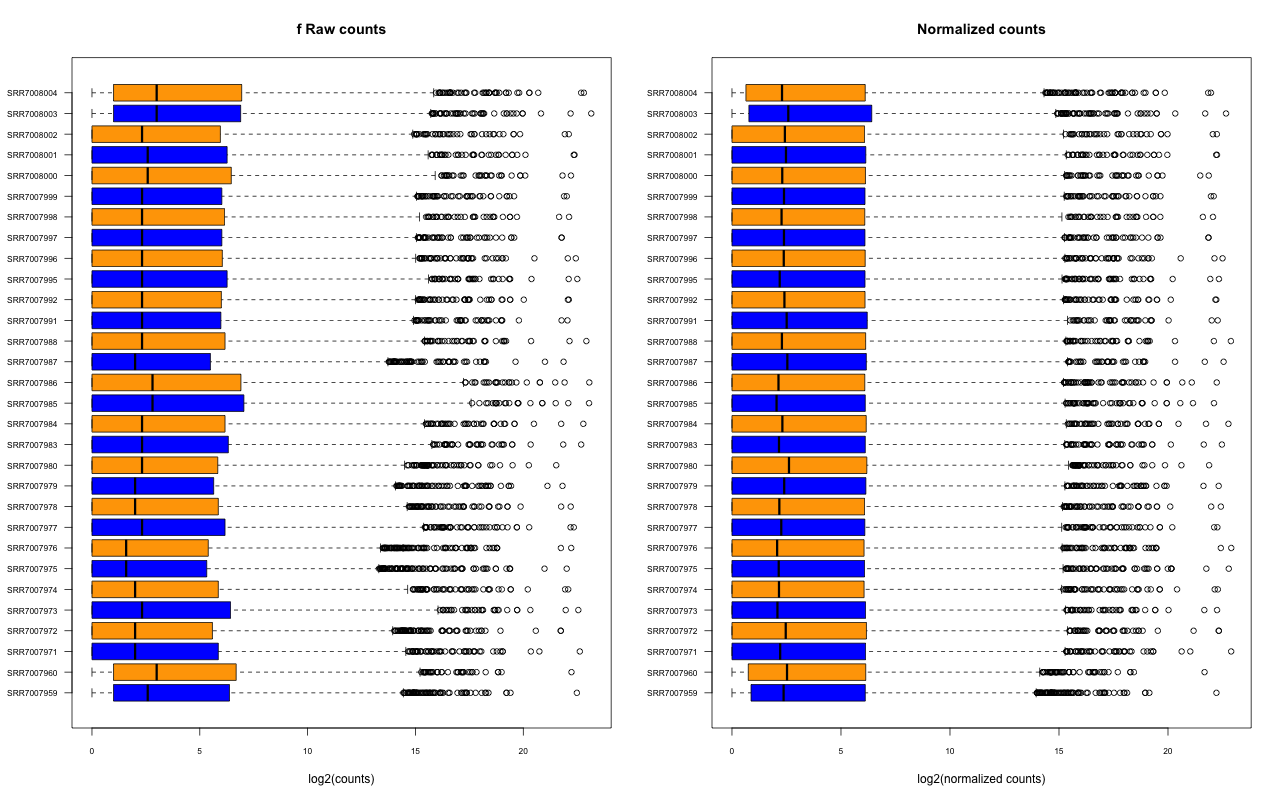 f Raw counts
SRR7008004
SRR7008003
SRR7008002
SRR7008001
SRR7008000
SRR7007999
SRR7007998
SRR7007997
SRR7007996
SRR7007995
SRR7007992
SRR7007991
SRR7007988
SRR7007987
SRR7007986
SRR7007985
SRR7007984
SRR7007983
SRR7007980
SRR7007979
SRR7007978
SRR7007977
SRR7007976
SRR7007975
SRR7007974
SRR7007973
SRR7007972
SRR7007971
SRR7007960
SRR7007959
0 5 10 15 20
log2(counts)
Normalized counts
SRR7008004
SRR7008003
SRR7008002
SRR7008001
SRR7008000
SRR7007999
SRR7007998
SRR7007997
SRR7007996
SRR7007995
SRR7007992
SRR7007991
SRR7007988
SRR7007987
SRR7007986
SRR7007985
SRR7007984
SRR7007983
SRR7007980
SRR7007979
SRR7007978
SRR7007977
SRR7007976
SRR7007975
SRR7007974
SRR7007973
SRR7007972
SRR7007971
SRR7007960
SRR7007959
0 5 10 15 20
log2(normalized counts)